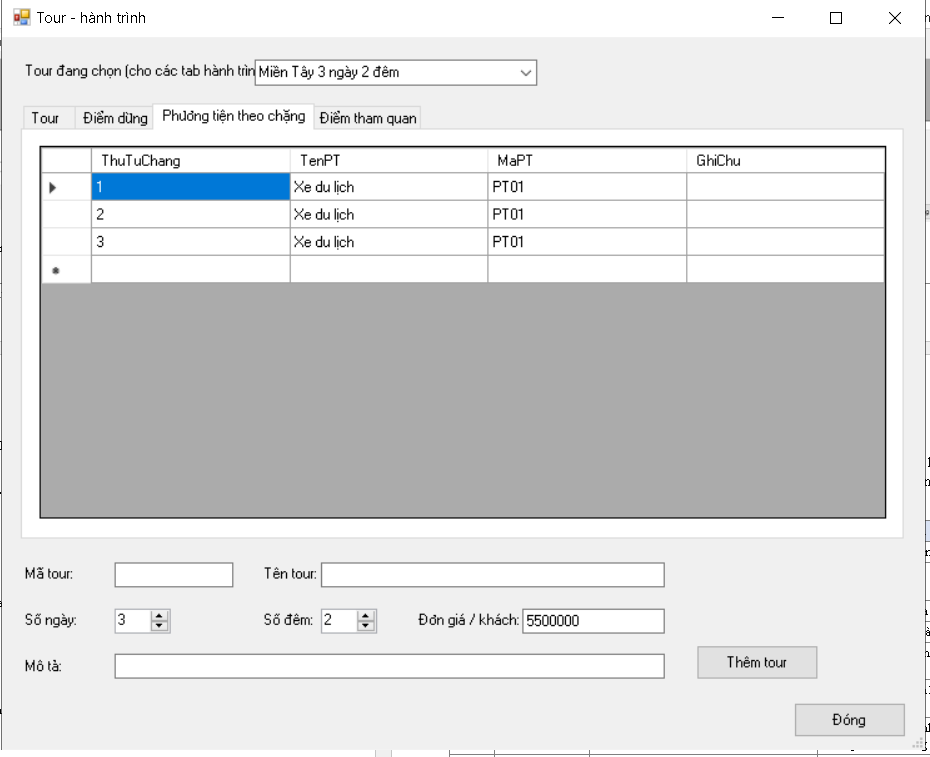 Tour - hành trình
Tour đang chọn (cho các tab hành trìn Miền Tây 3 ngày 2 đêm
Tour Điểm dừng Phương tiện theo chặng Điểm tham quan
ThuTuChang TenPT MaPT GhiChu
1 Xe du lịch PT01
2 Xe du lịch PT01
3 Xe du lịch PT01
Mã tour: Tên tour:
Số ngày: 3 Số đêm: 2 Đơn giá / khách: 5500000
Mô tả: Thêm tour
Đóng